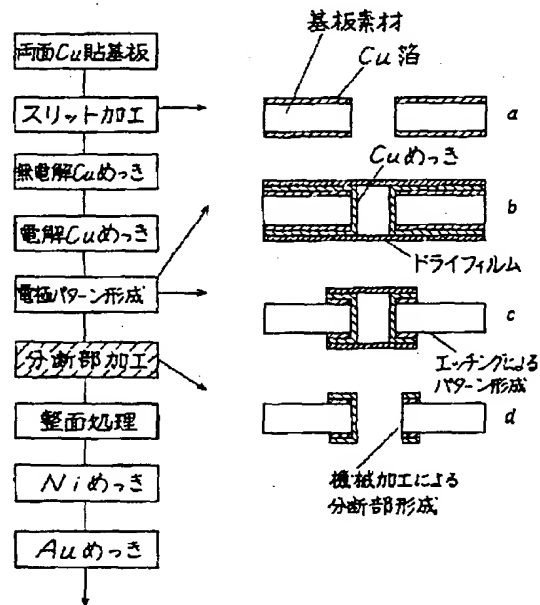 両面Cu貼基板
スリット加工
無電解Cuめっき
電解Cuめっき
電極パターン形成
分断部加工
整面処理
Niめっき
Auめっき
基板素材
Cu箔
a
Cuめっき
b
ドライフィルム
c
エッチングによる
パターン形成
d
機械加工による
分断部形成